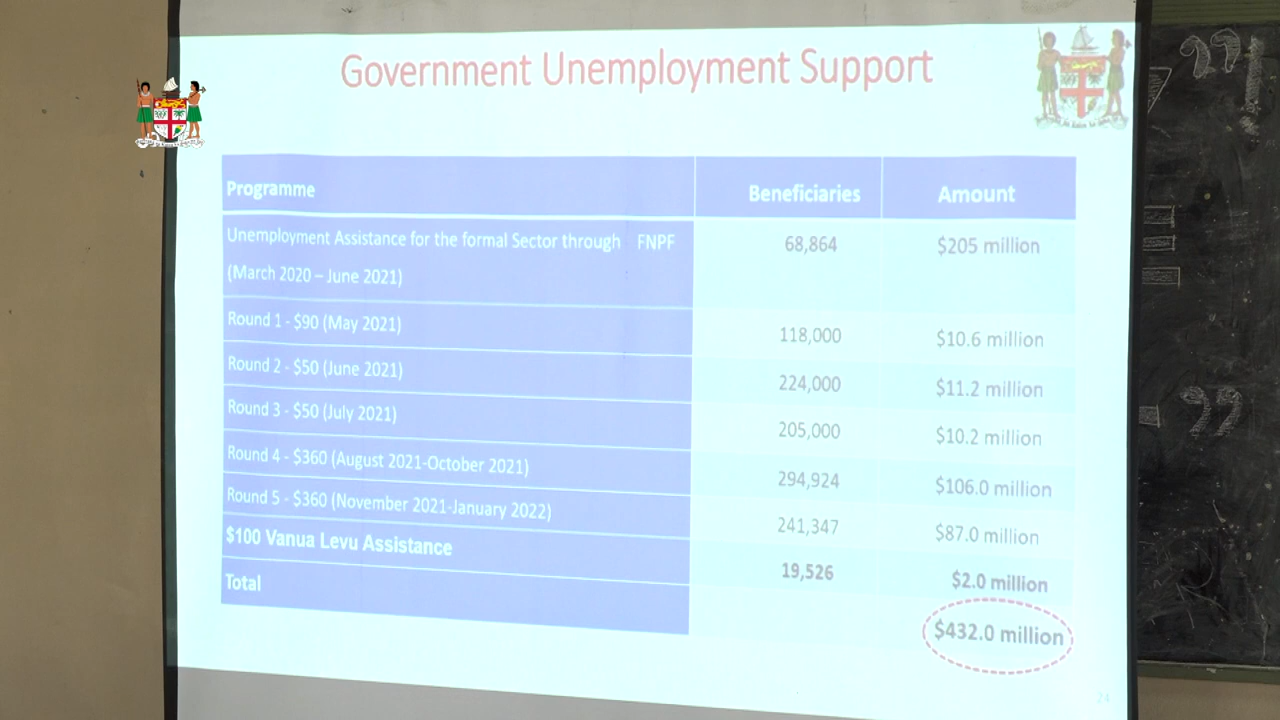 Government Unemployment Support
Programme Beneficiaries Amount
Unemployment Assistance for the formal Sector through FNPF 68,864 $205 million
(March 2020 – June 2021)
Round 1 - $90 (May 2021) 118,000 $10.6 million
Round 2 - $50 (June 2021) 224,000 $11.2 million
Round 3 - $50 (July 2021) 205,000 $10.2 million
Round 4 - $360 (August 2021-October 2021) 294,924 $106.0 million
Round 5 - $360 (November 2021-January 2022) 241,347 $87.0 million
$100 Vanua Levu Assistance 19,526 $2.0 million
Total $432.0 million
24